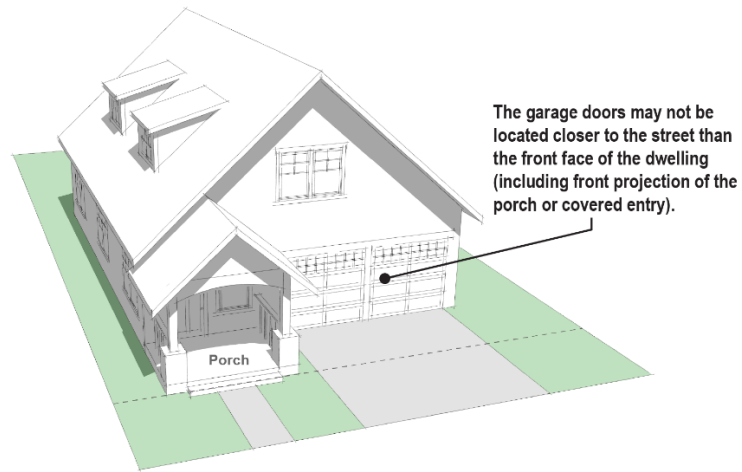 The garage doors may not be
located closer to the street than
the front face of the dwelling
(including front projection of the
porch or covered entry).
Porch